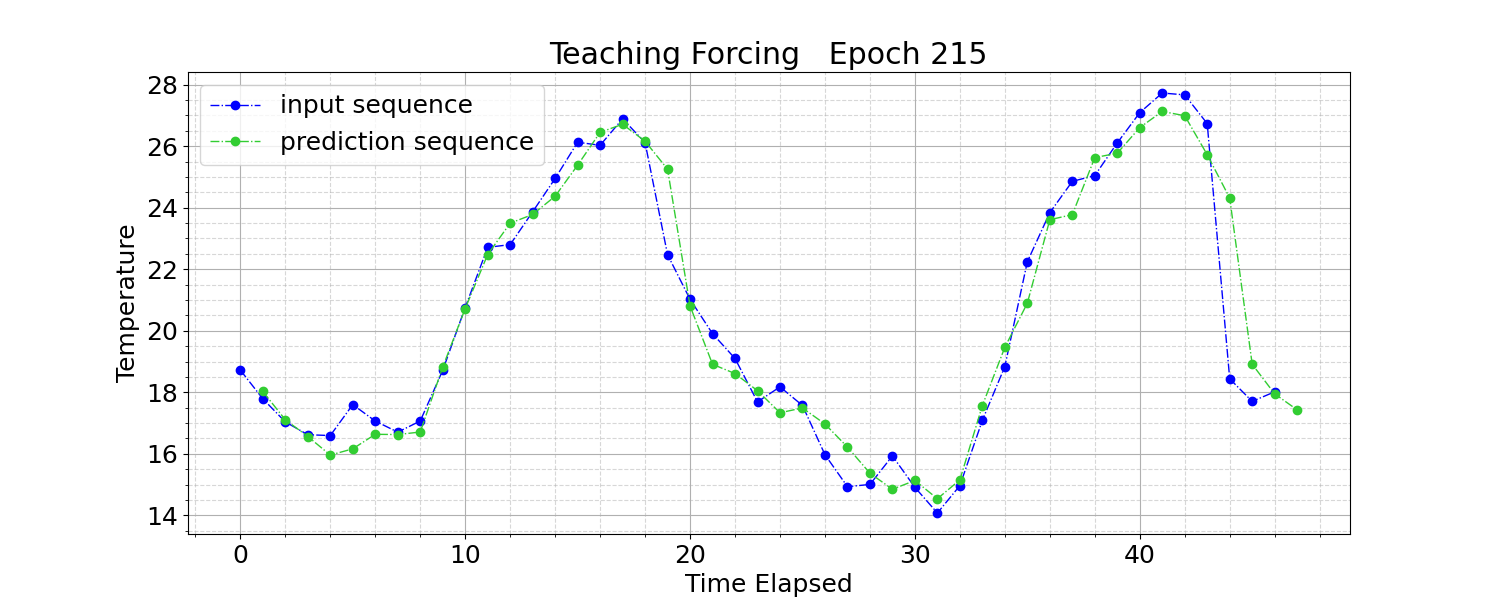 Teaching Forcing   Epoch 215
input sequence
prediction sequence
Temperature
28
26
24
22
20
18
16
14
0 10 20 30 40
Time Elapsed